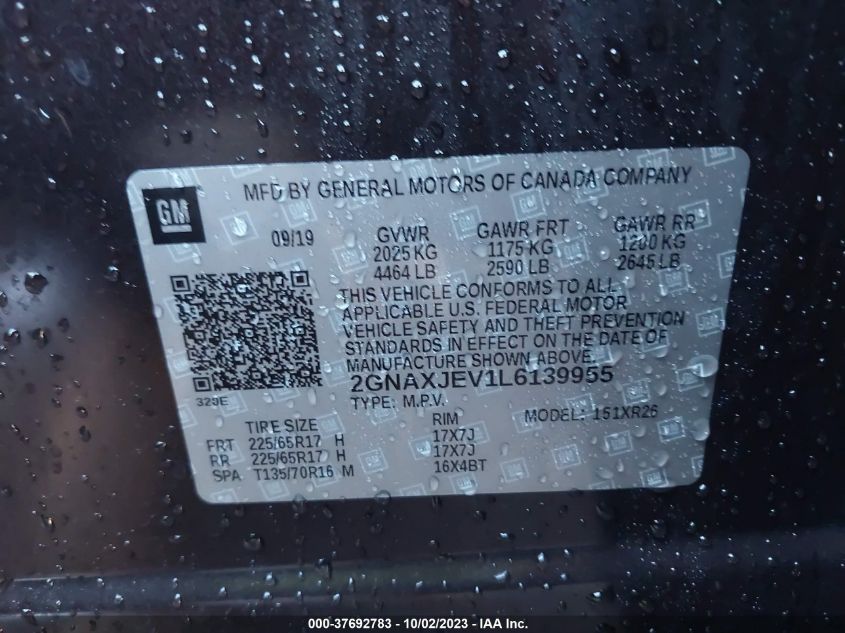 MFD BY GENERAL MOTORS OF CANADA COMPANY
GM
09/19 GVWR GAWR FRT GAWR RR
2025 KG 1175 KG 1200 KG
4464 LB 2590 LB 2645 LB
THIS VEHICLE CONFORMS TO ALL
APPLICABLE U.S. FEDERAL MOTOR
VEHICLE SAFETY AND THEFT PREVENTION
STANDARDS IN EFFECT ON THE DATE OF
MANUFACTURE SHOWN ABOVE.
2GNAXJEV1L6139955
329E TYPE: M.P.V. MODEL: 151XR26
TIRE SIZE RIM
FRT 225/65R17 H 17X7J
RR 225/65R17 H 17X7J
SPA T135/70R16 M 16X4BT
000-37692783 - 10/02/2023 - Copyright © IAA, Inc.